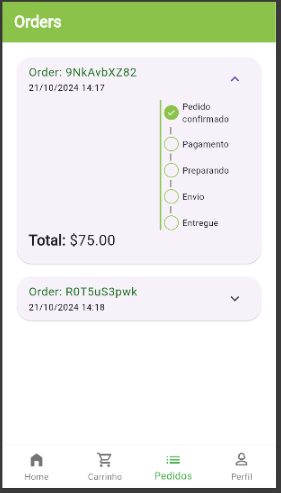 Orders
Order: 9NkAvbXZ82
21/10/2024 14:17
Pedido
confirmado
Pagamento
Preparando
Envio
Entregue
Total: $75.00
Order: R0T5uS3pwk
21/10/2024 14:18
Home
Carrinho
Pedidos
Perfil